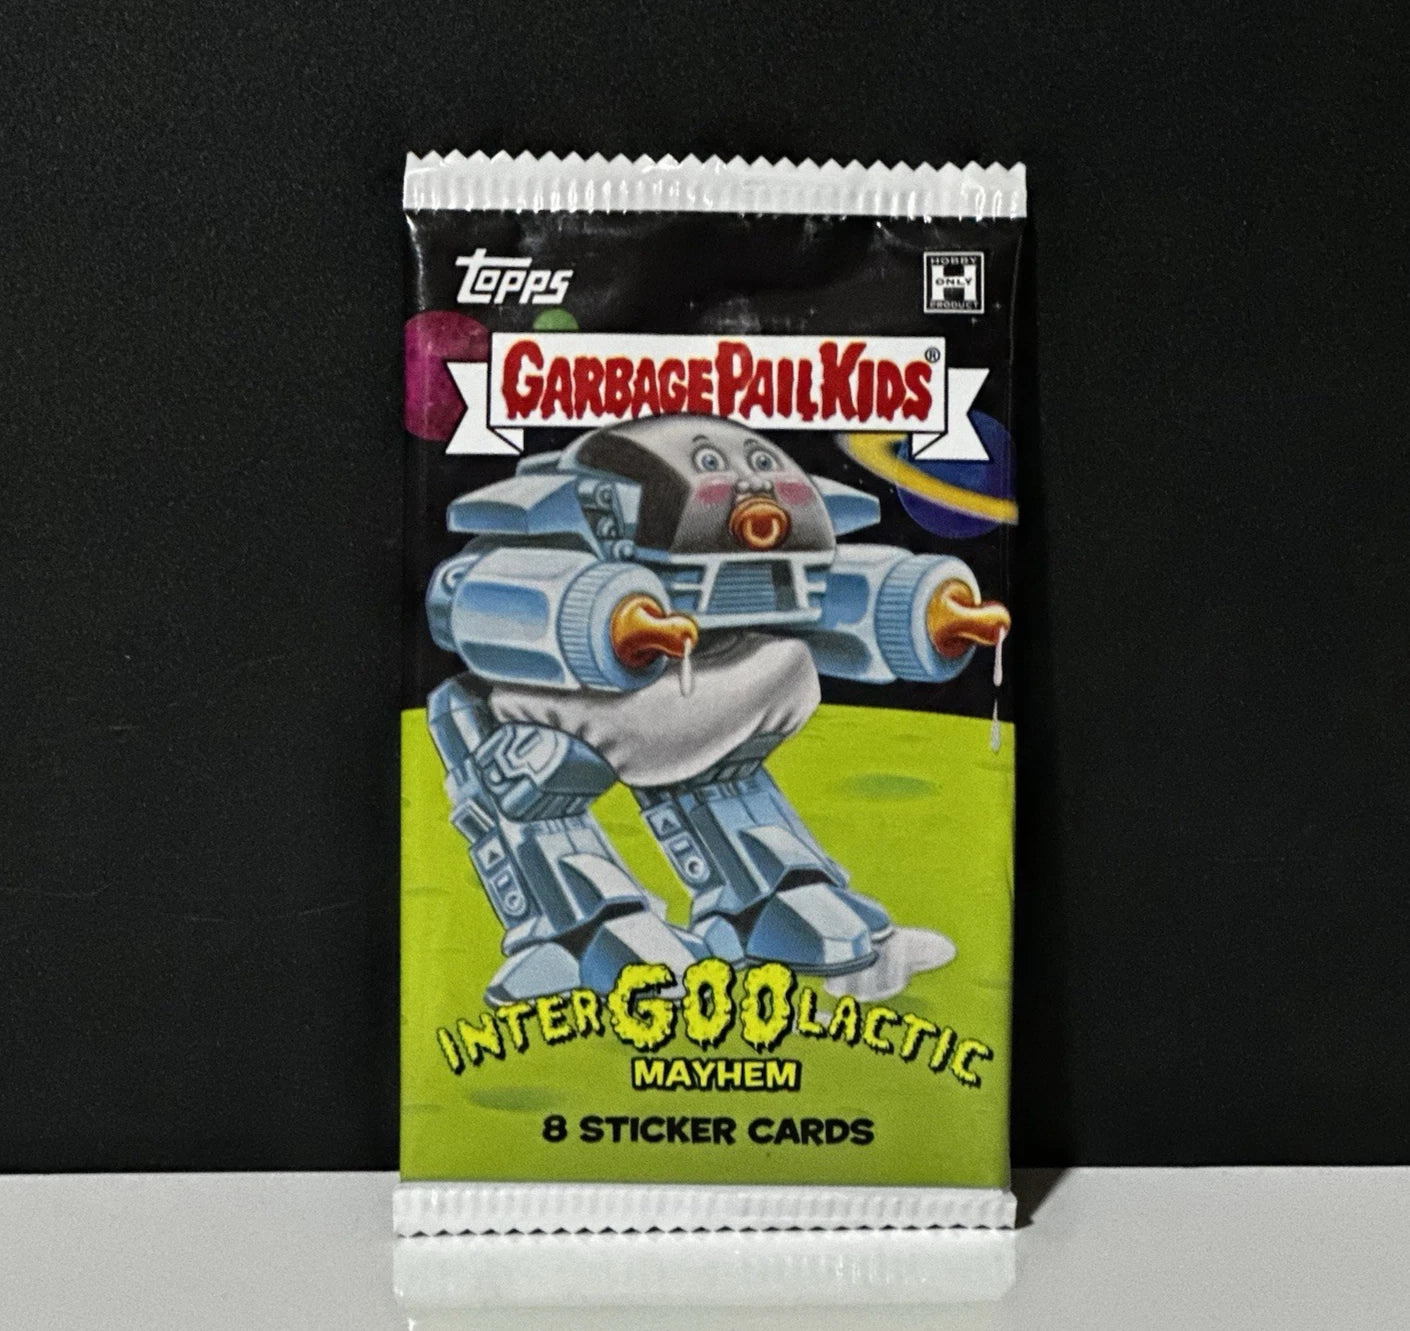 Topps
HOBBY
ONLY
PRODUCT
GARBAGE PAIL KIDS®
INTERGOOLACTIC
MAYHEM
8 STICKER CARDS